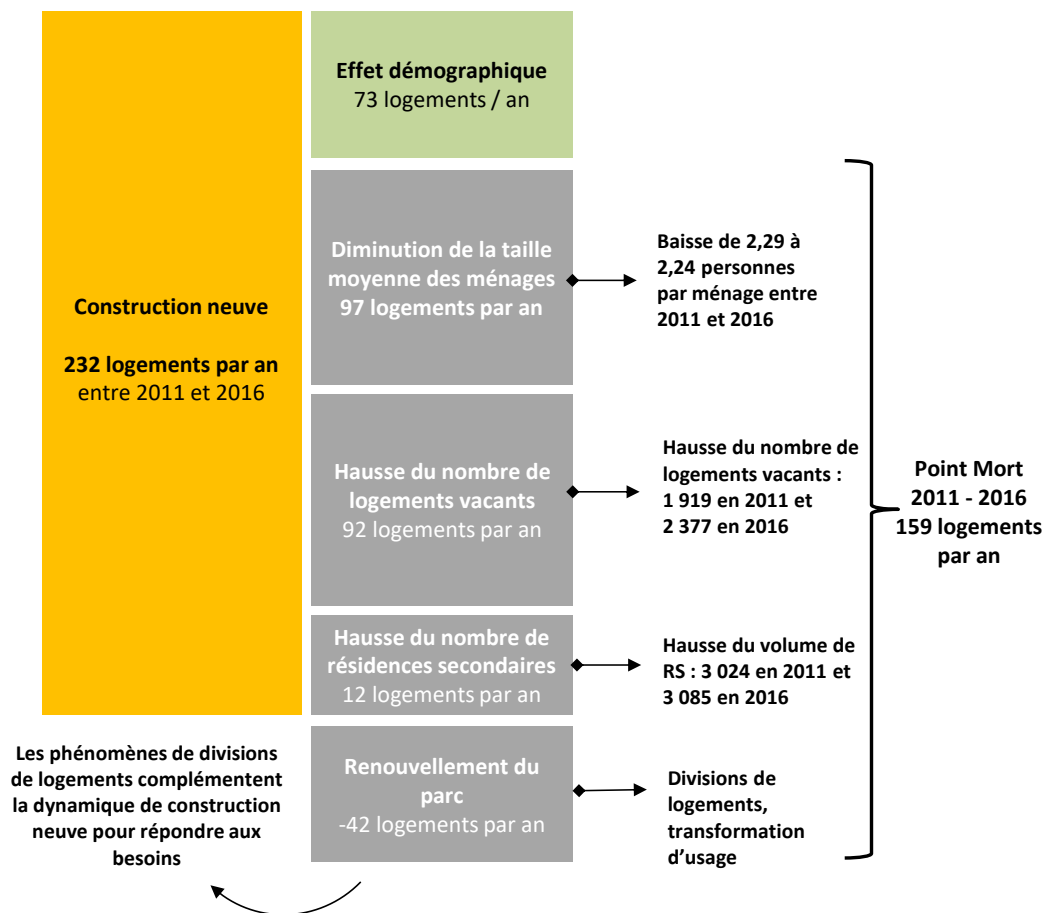 Effet démographique
73 logements / an
Construction neuve
232 logements par an
entre 2011 et 2016
Diminution de la taille
moyenne des ménages
97 logements par an
Baisse de 2,29 à
2,24 personnes
par ménage entre
2011 et 2016
Hausse du nombre de
logements vacants
92 logements par an
Hausse du nombre de
logements vacants :
1 919 en 2011 et
2 377 en 2016
Hausse du nombre de
résidences secondaires
12 logements par an
Hausse du volume de
RS : 3 024 en 2011 et
3 085 en 2016
Renouvellement du
parc
-42 logements par an
Divisions de
logements,
transformation
d’usage
Point Mort
2011 - 2016
159 logements
par an
Les phénomènes de divisions
de logements complémentent
la dynamique de construction
neuve pour répondre aux
besoins